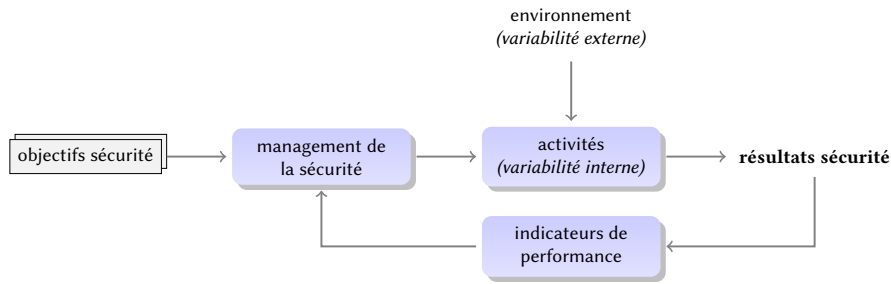 environnement
(variabilité externe)
objectifs sécurité
management de
la sécurité
activités
(variabilité interne)
résultats sécurité
indicateurs de
performance